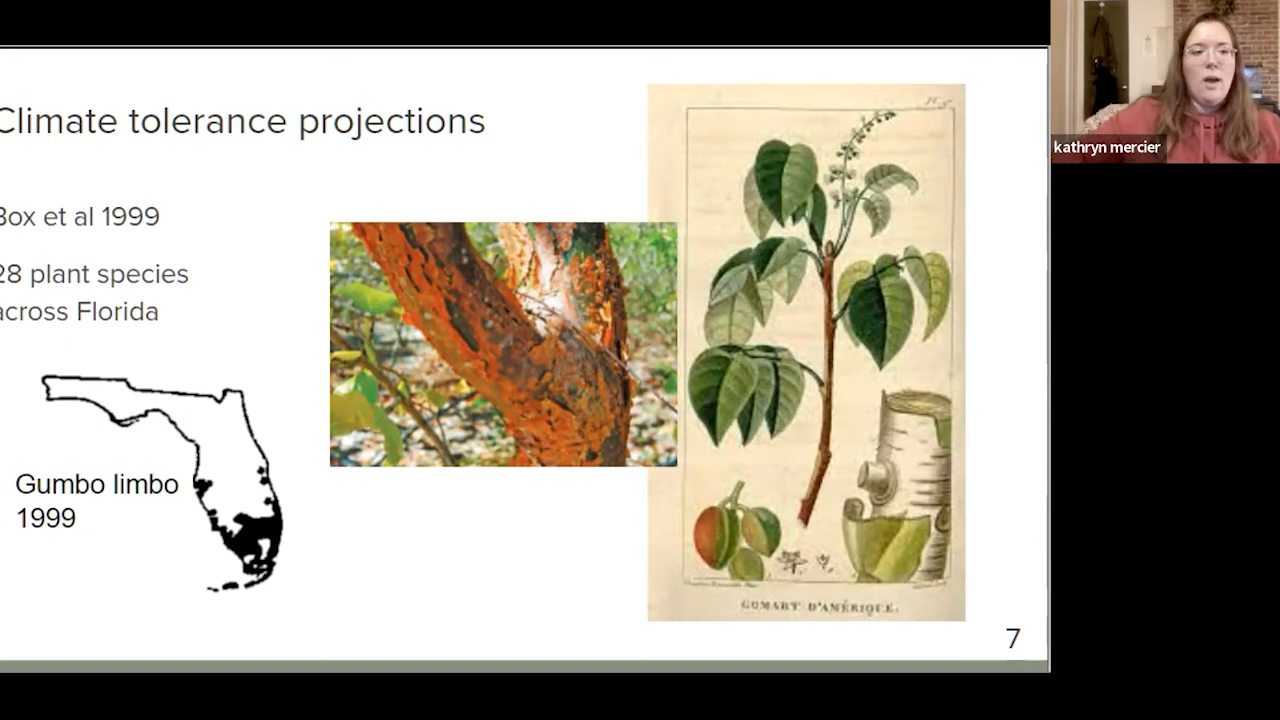 Climate tolerance projections
Box et al 1999
28 plant species
across Florida
Gumbo limbo
1999
GOMART D'AMÉRIQUE.
7
kathryn mercier